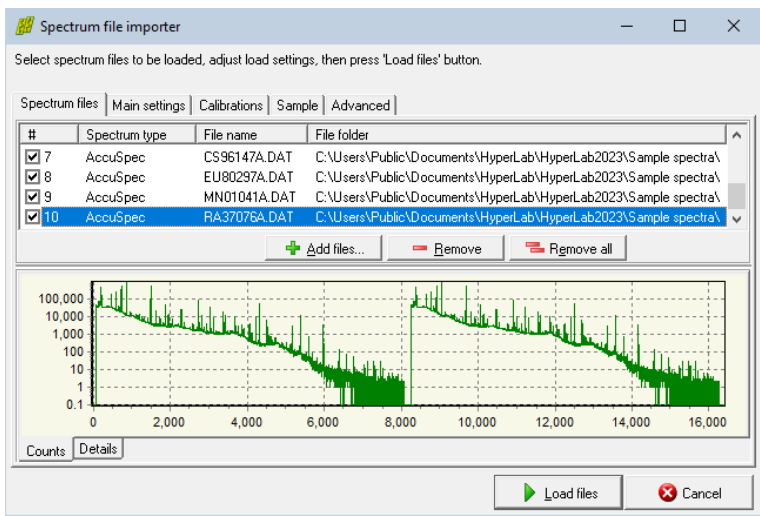 Spectrum file importer
Select spectrum files to be loaded, adjust load settings, then press 'Load files' button.
Spectrum files Main settings Calibrations Sample Advanced
# Spectrum type File name File folder
7 AccuSpec CS96147A.DAT C:\Users\Public\Documents\HyperLab\HyperLab2023\Sample spectra\
8 AccuSpec EU80297A.DAT C:\Users\Public\Documents\HyperLab\HyperLab2023\Sample spectra\
9 AccuSpec MN01041A.DAT C:\Users\Public\Documents\HyperLab\HyperLab2023\Sample spectra\
10 AccuSpec RA37076A.DAT C:\Users\Public\Documents\HyperLab\HyperLab2023\Sample spectra\
Add files... Remove Remove all
100,000
10,000
1,000
100
10
1
0.1
0 2,000 4,000 6,000 8,000 10,000 12,000 14,000 16,000
Counts Details
Load files Cancel